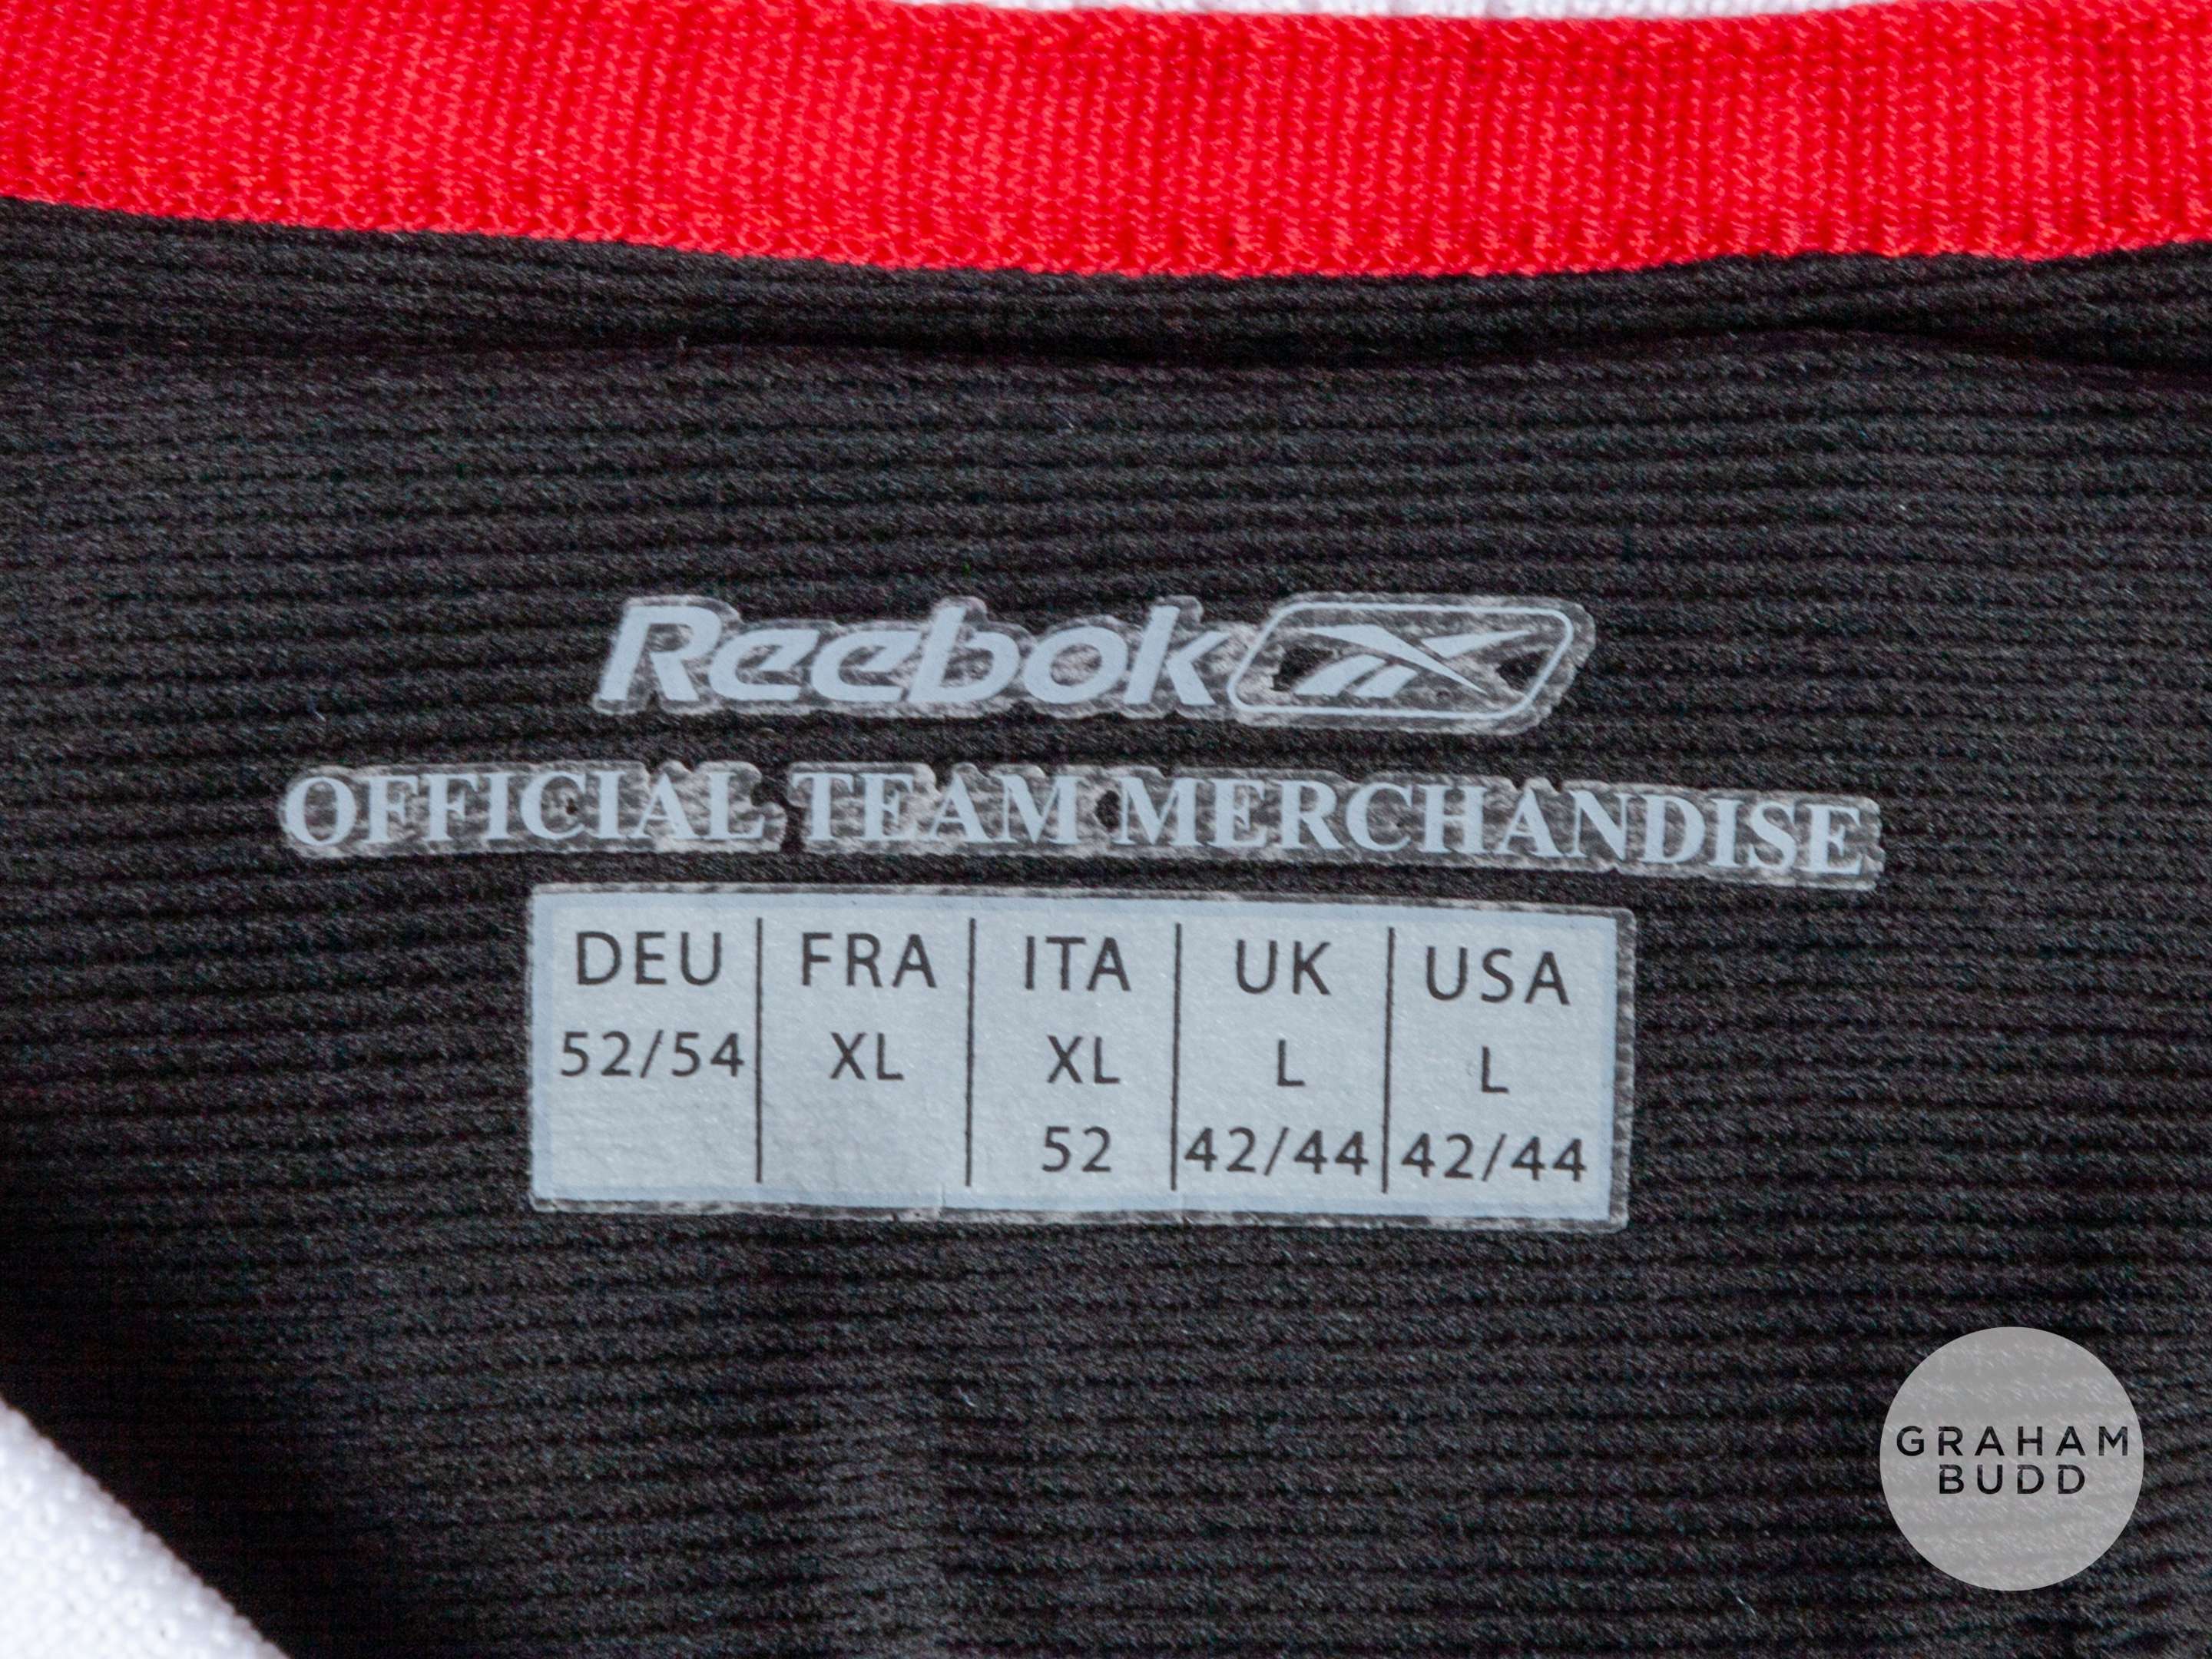 Reebok
OFFICIAL TEAM MERCHANDISE
DEU FRA ITA UK USA
52/54 XL XL L L
52 42/44 42/44
GRAHAM
BUDD